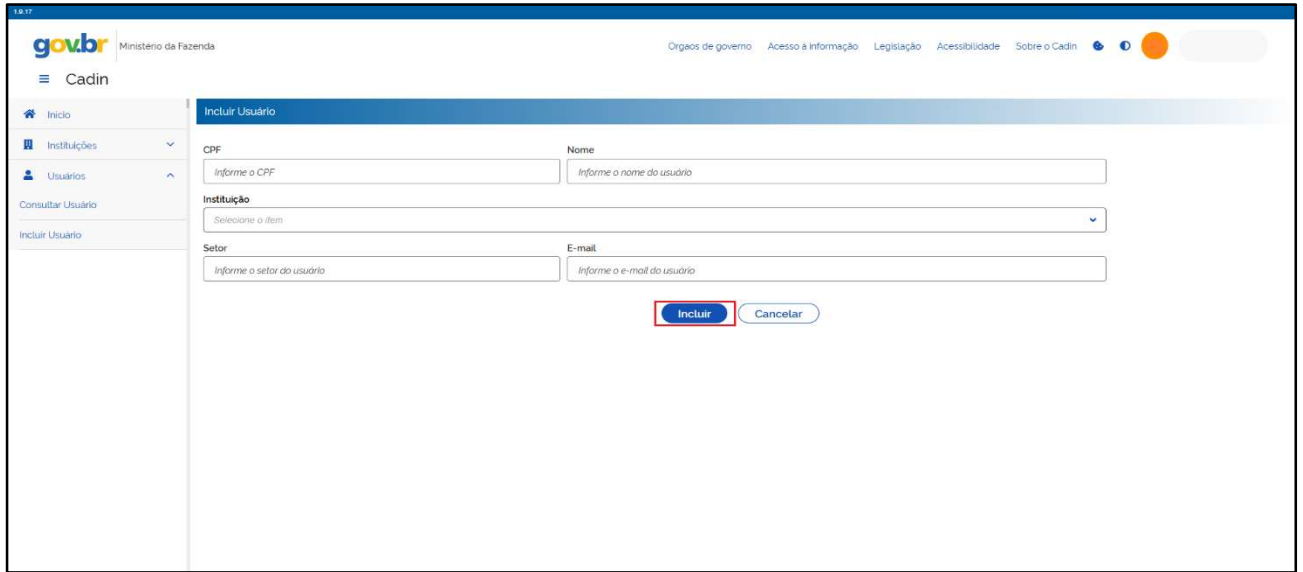 1.9.17
gov.br Ministério da Fazenda Orgaos de governo Acesso à informação Legislação Acessibilidade Sobre o Cadin
Cadin
Início
Incluir Usuário
Instituições
CPF Nome
Usuários
Informe o CPF Informe o nome do usuário
Consultar Usuário
Instituição
Selecione o item
Incluir Usuário
Setor E-mail
Informe o setor do usuário Informe o e-mail do usuário
Incluir Cancelar